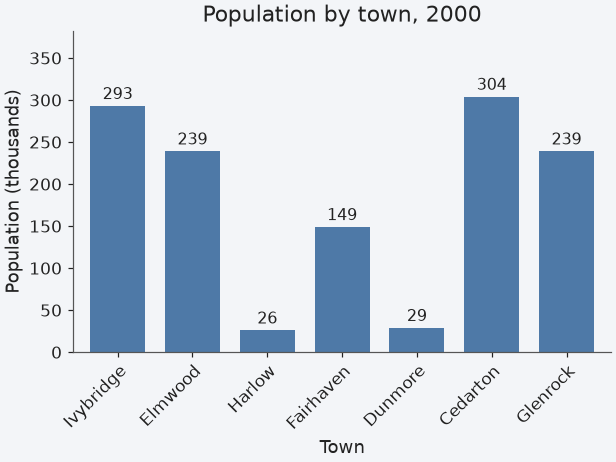 Population by town, 2000
Population (thousands)
350
300
250
200
150
100
50
0
293
239
26
149
29
304
239
Ivybridge
Elmwood
Harlow
Fairhaven
Dunmore
Cedarton
Glenrock
Town